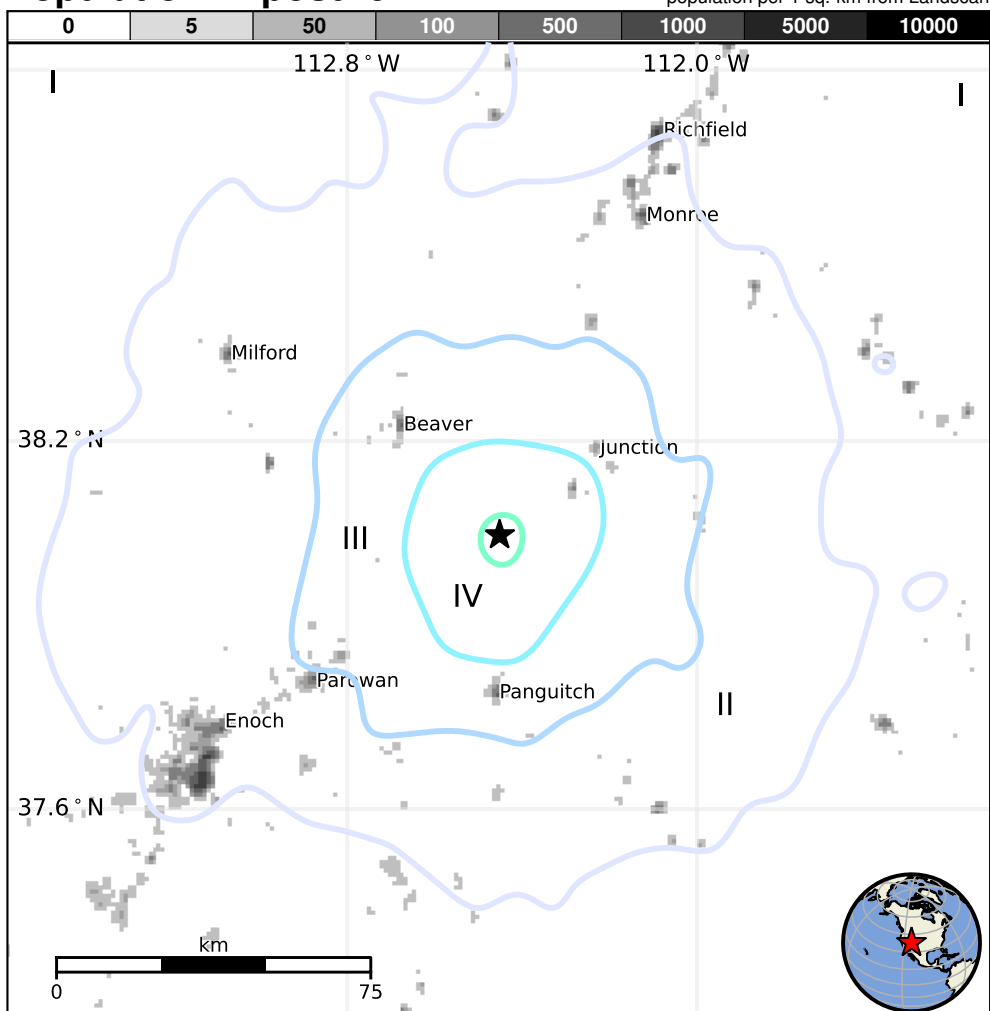 population per 1 sq. km from Landscan
0 5 50 100 500 1000 5000 10000
112.8°W 112.0°W
I I
Richfield
Monroe
Milford
Beaver
38.2°N
Junction
III
IV
Parowan
Panguitch
II
Enoch
37.6°N
km
0 75